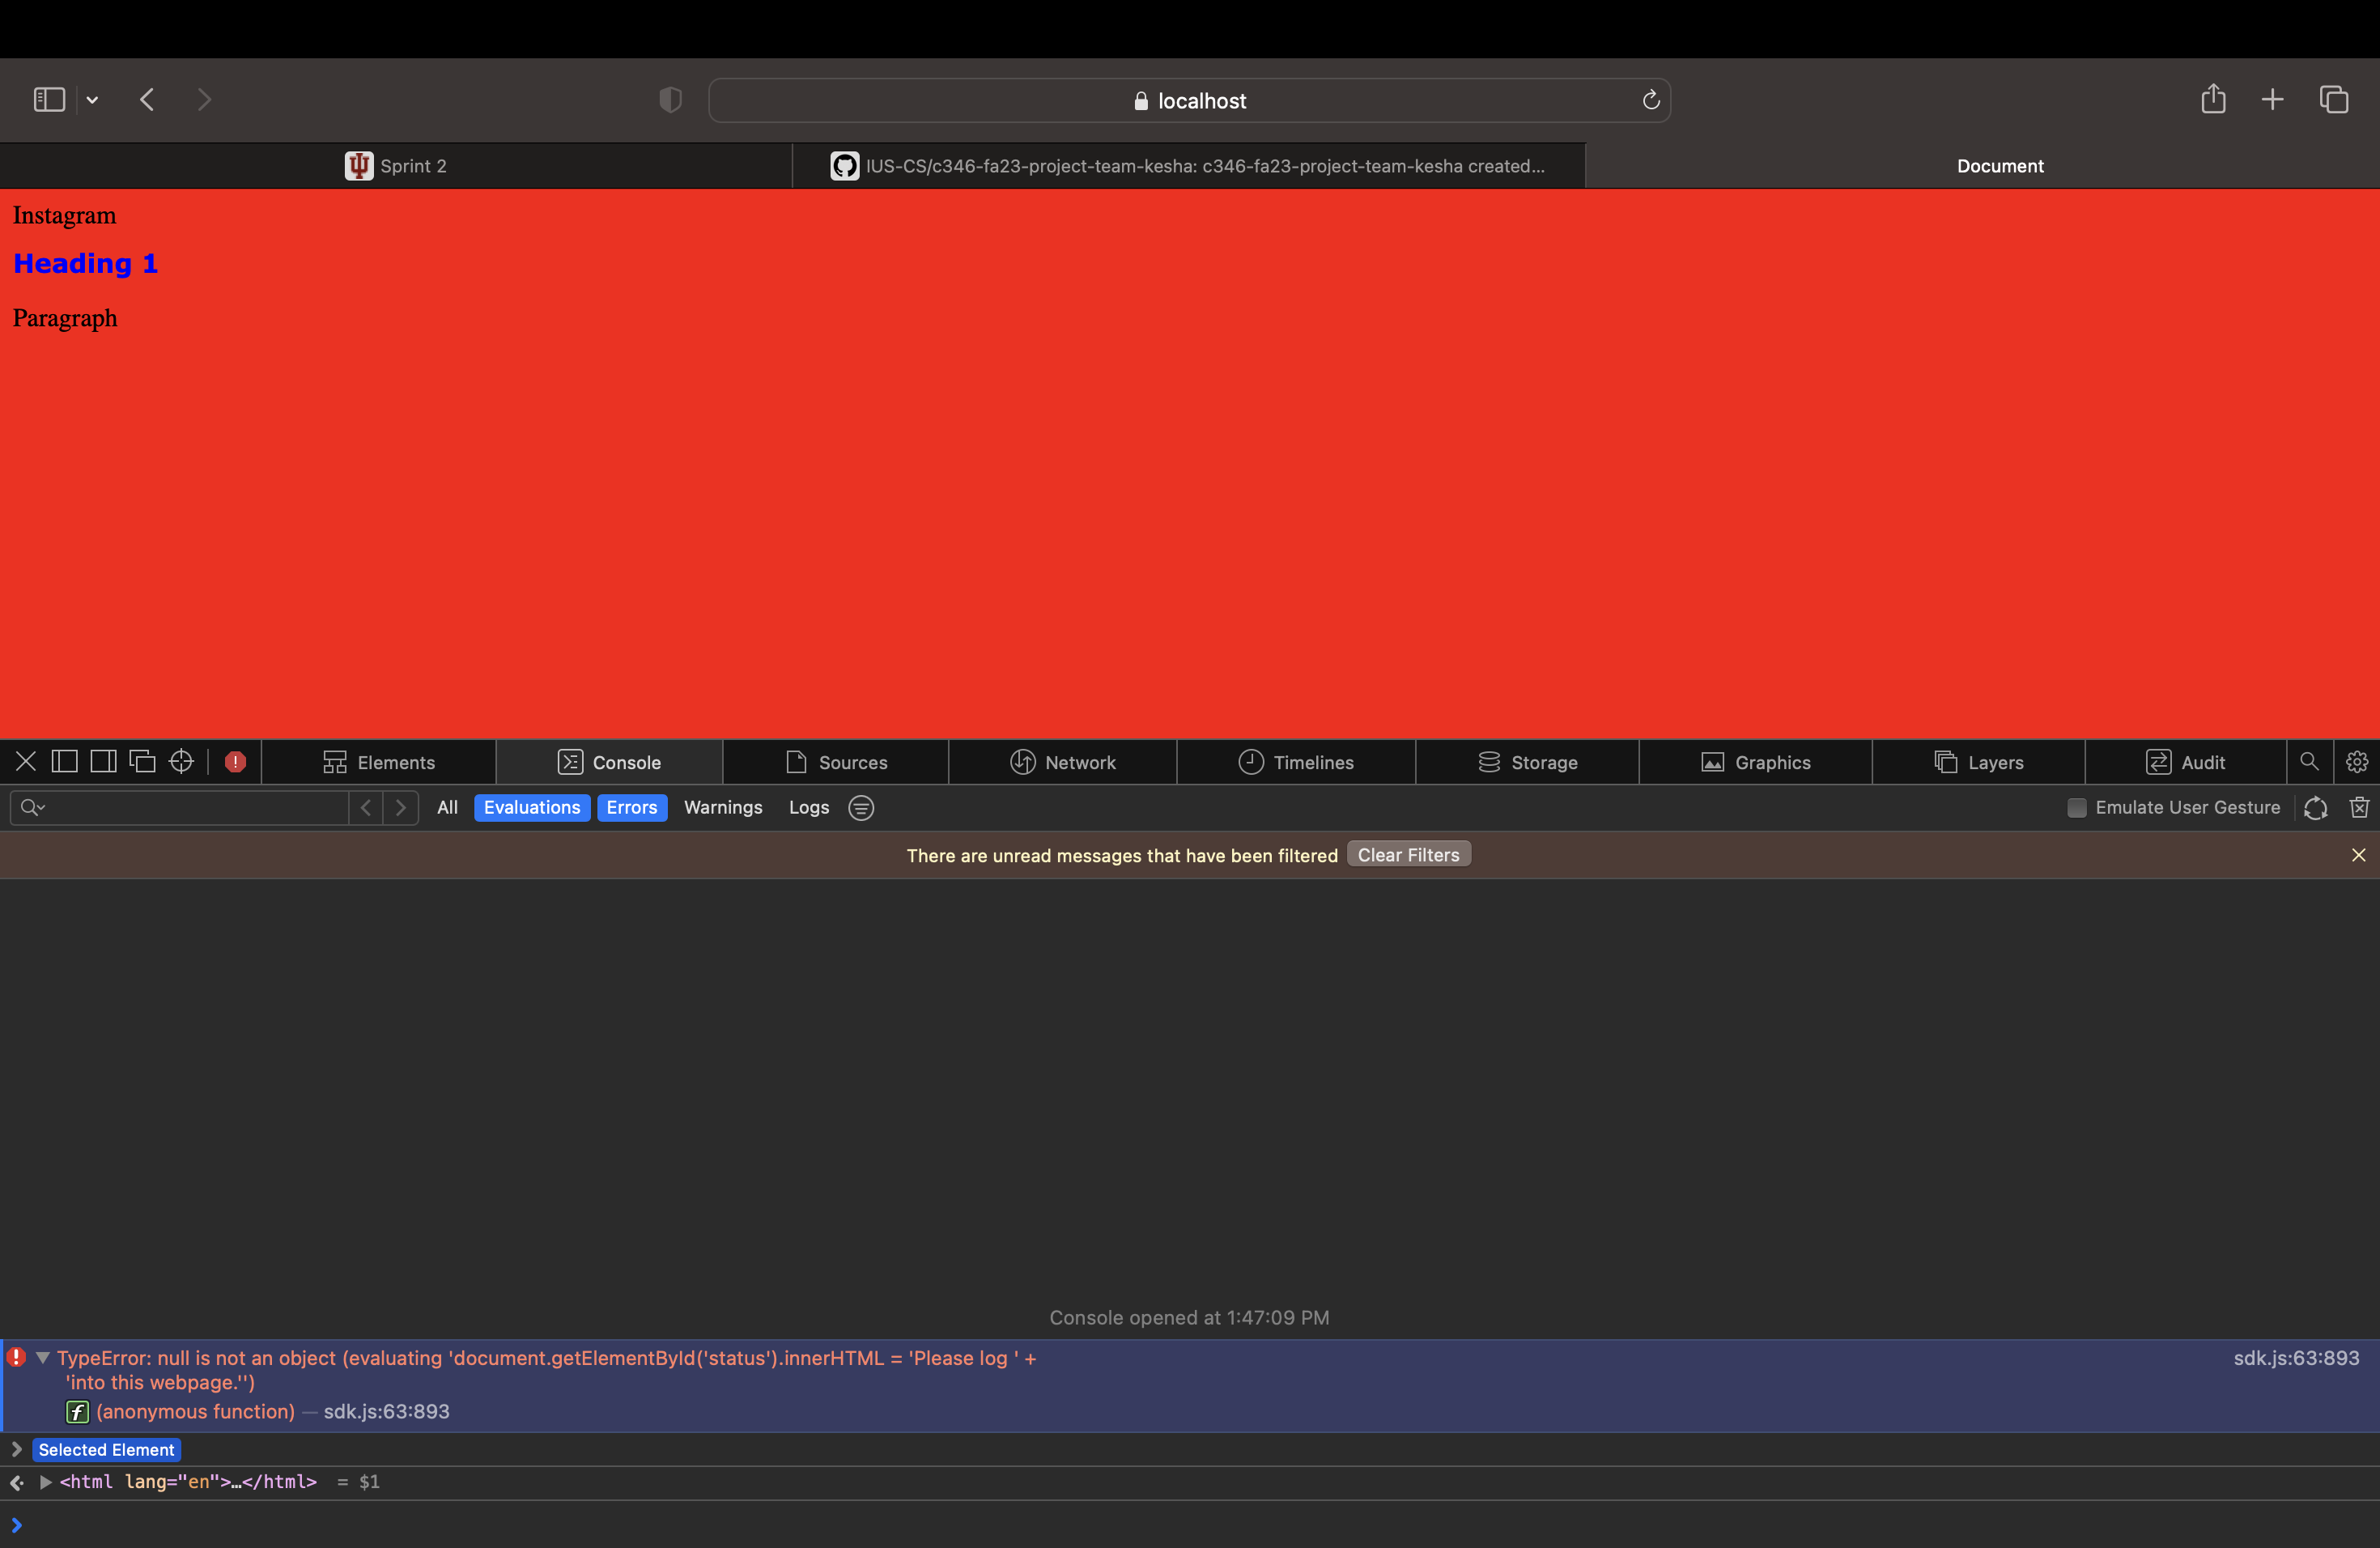 localhost
Sprint 2
IUS-CS/c346-fa23-project-team-kesha: c346-fa23-project-team-kesha created...
Document
Instagram
Heading 1
Paragraph
Elements
Console
Sources
Network
Timelines
Storage
Graphics
Layers
Audit
All
Evaluations
Errors
Warnings
Logs
Emulate User Gesture
There are unread messages that have been filtered
Clear Filters
Console opened at 1:47:09 PM
TypeError: null is not an object (evaluating 'document.getElementById('status').innerHTML = 'Please log ' +
sdk.js:63:893
'into this webpage.'')
f (anonymous function) — sdk.js:63:893
Selected Element
<html lang="en">…</html> = $1